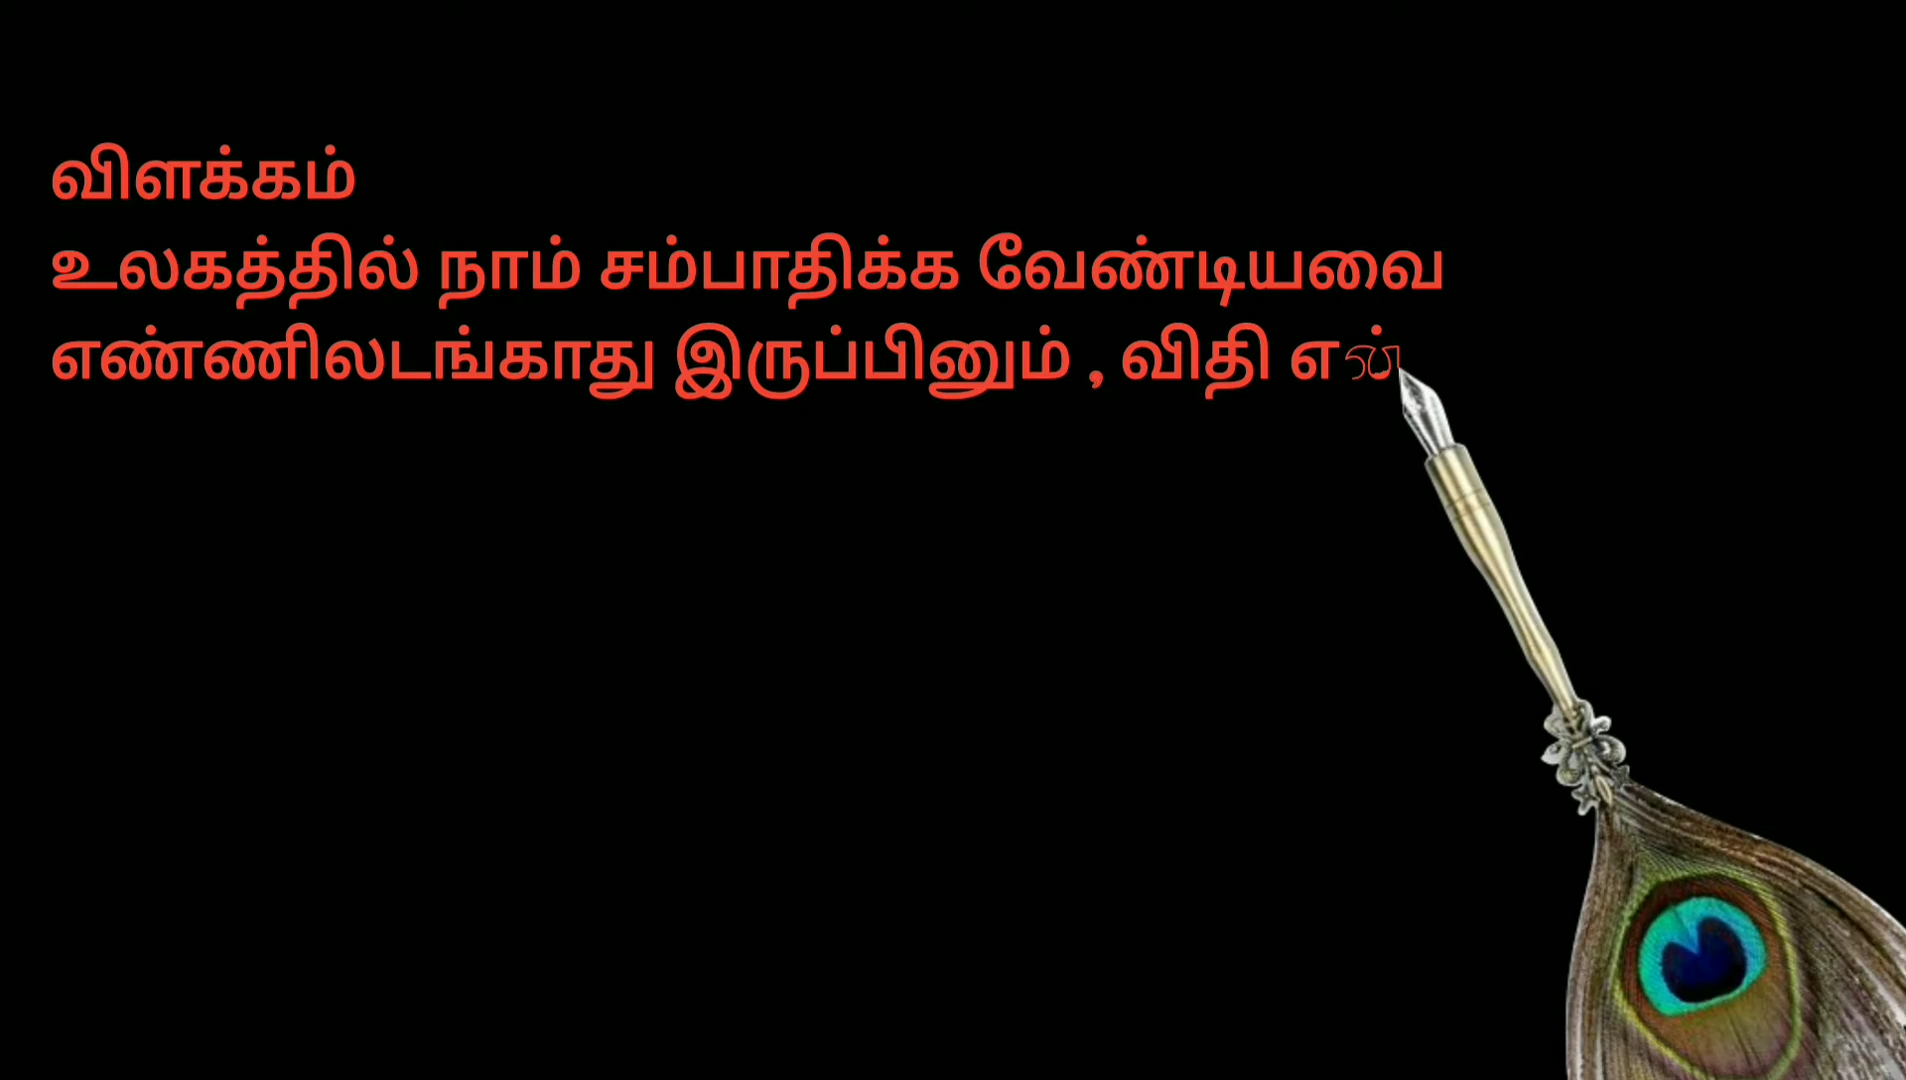 விளக்கம்
உலகத்தில் நாம் சம்பாதிக்க வேண்டியவை
எண்ணிலடங்காது இருப்பினும் , விதி